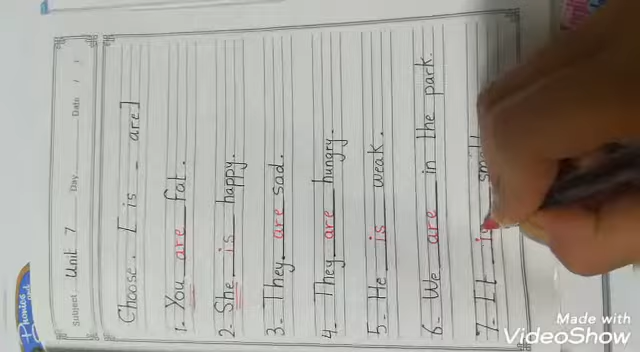 Phonics
Subject: Unit 7 Day Date / /
Choose. [ is - are ]
1- You are fat.
2- She is happy.
3- They are sad.
4- They are hungry.
5- He is weak.
6- We are in the park.
7- It is
Made with
VideoShow